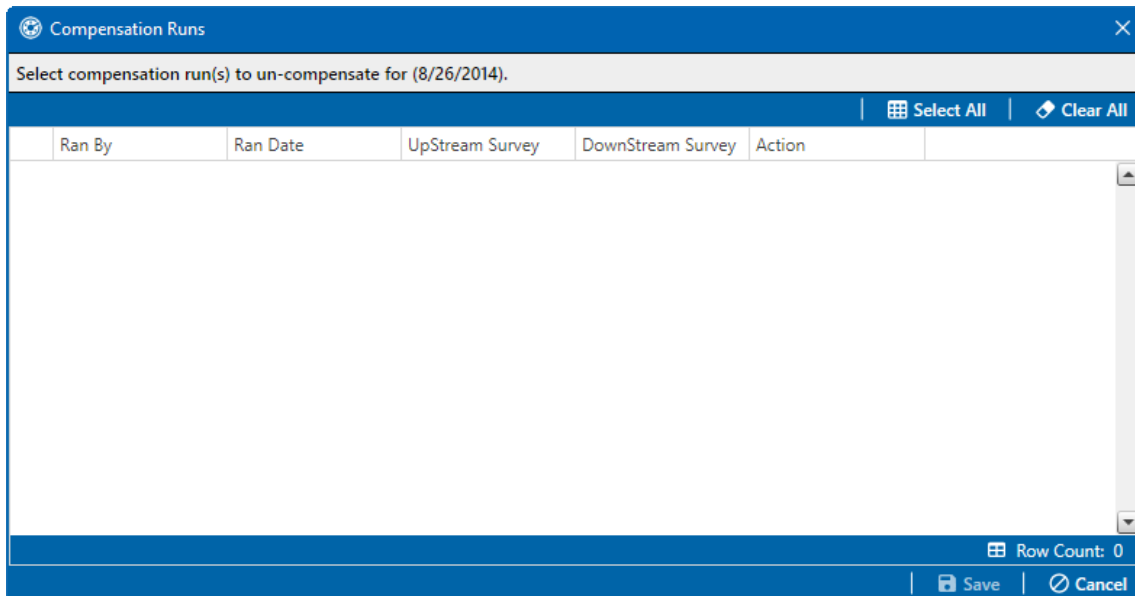 Compensation Runs
Select compensation run(s) to un-compensate for (8/26/2014).
Select All Clear All
Ran By Ran Date UpStream Survey DownStream Survey Action
Row Count: 0
Save Cancel